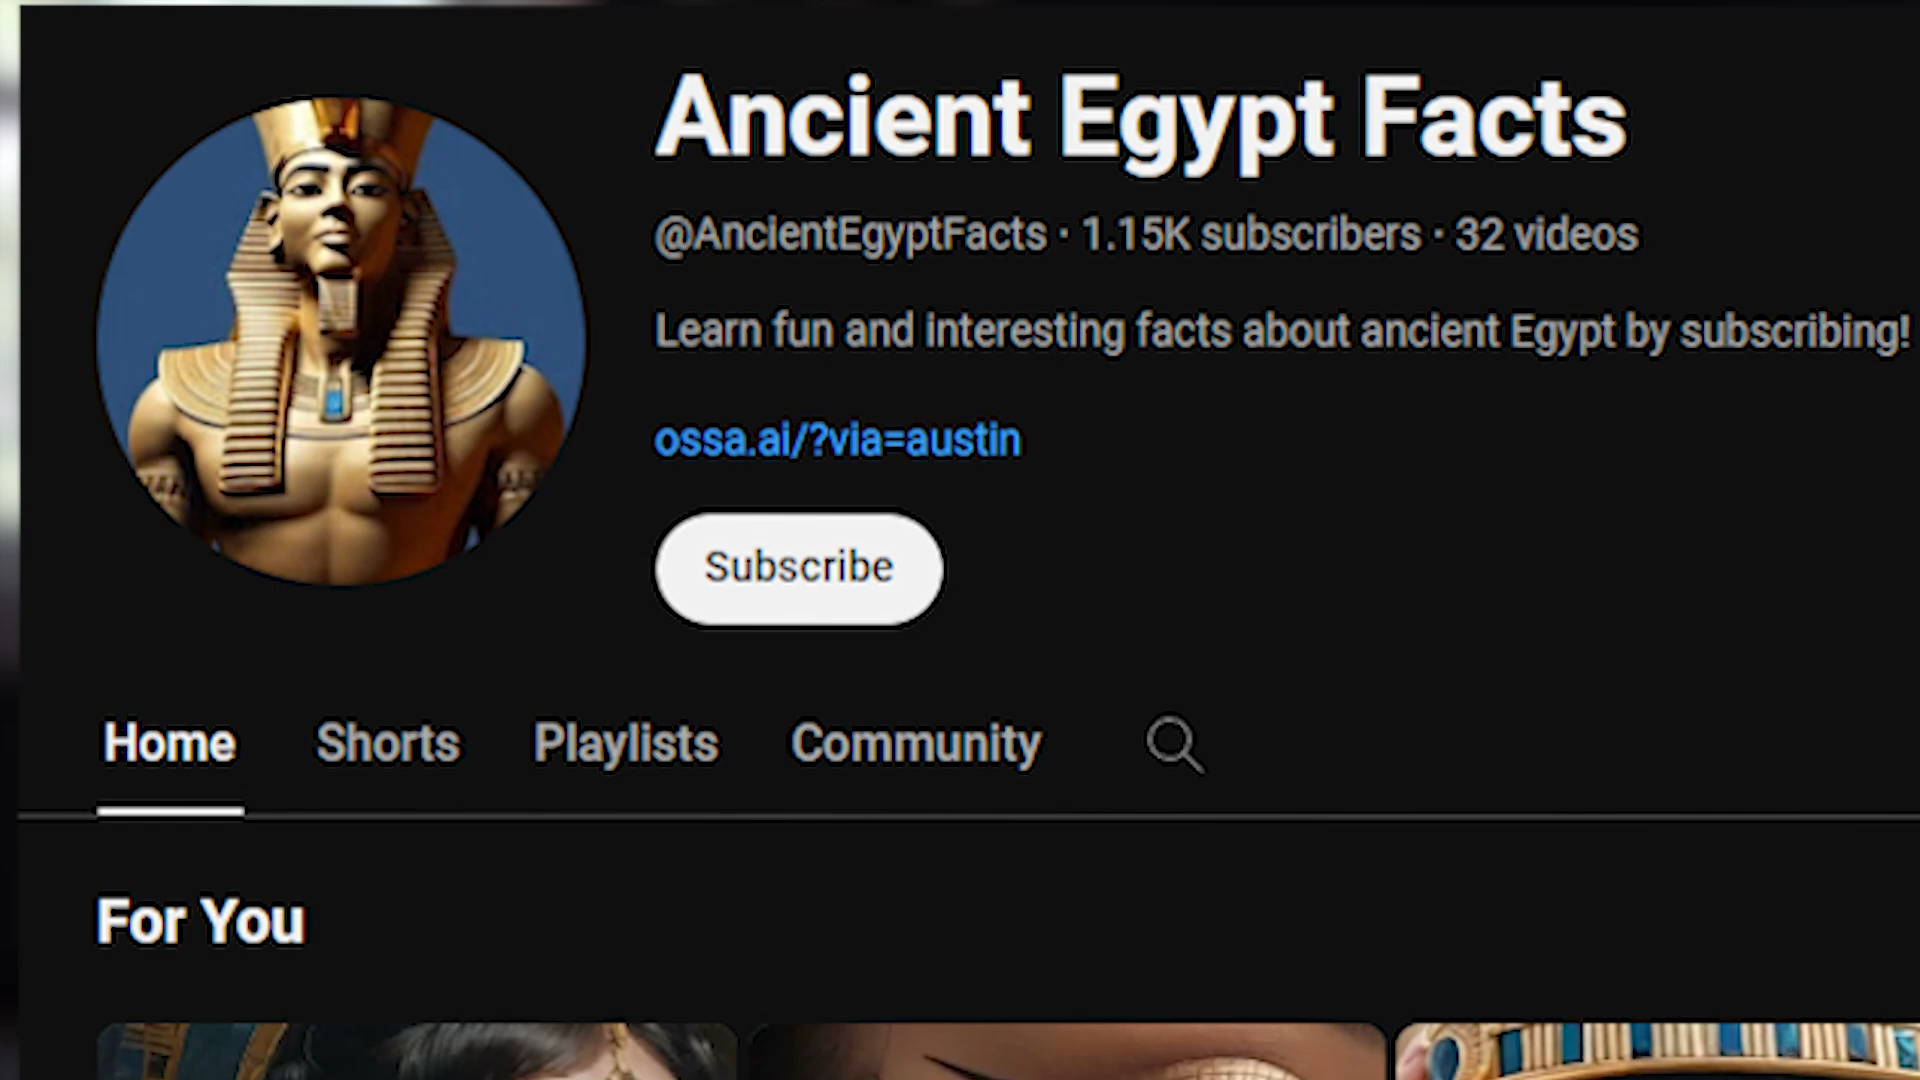 Ancient Egypt Facts
@AncientEgyptFacts · 1.15K subscribers · 32 videos
Learn fun and interesting facts about ancient Egypt by subscribing!
ossa.ai/?via=austin
Subscribe
Home Shorts Playlists Community
For You